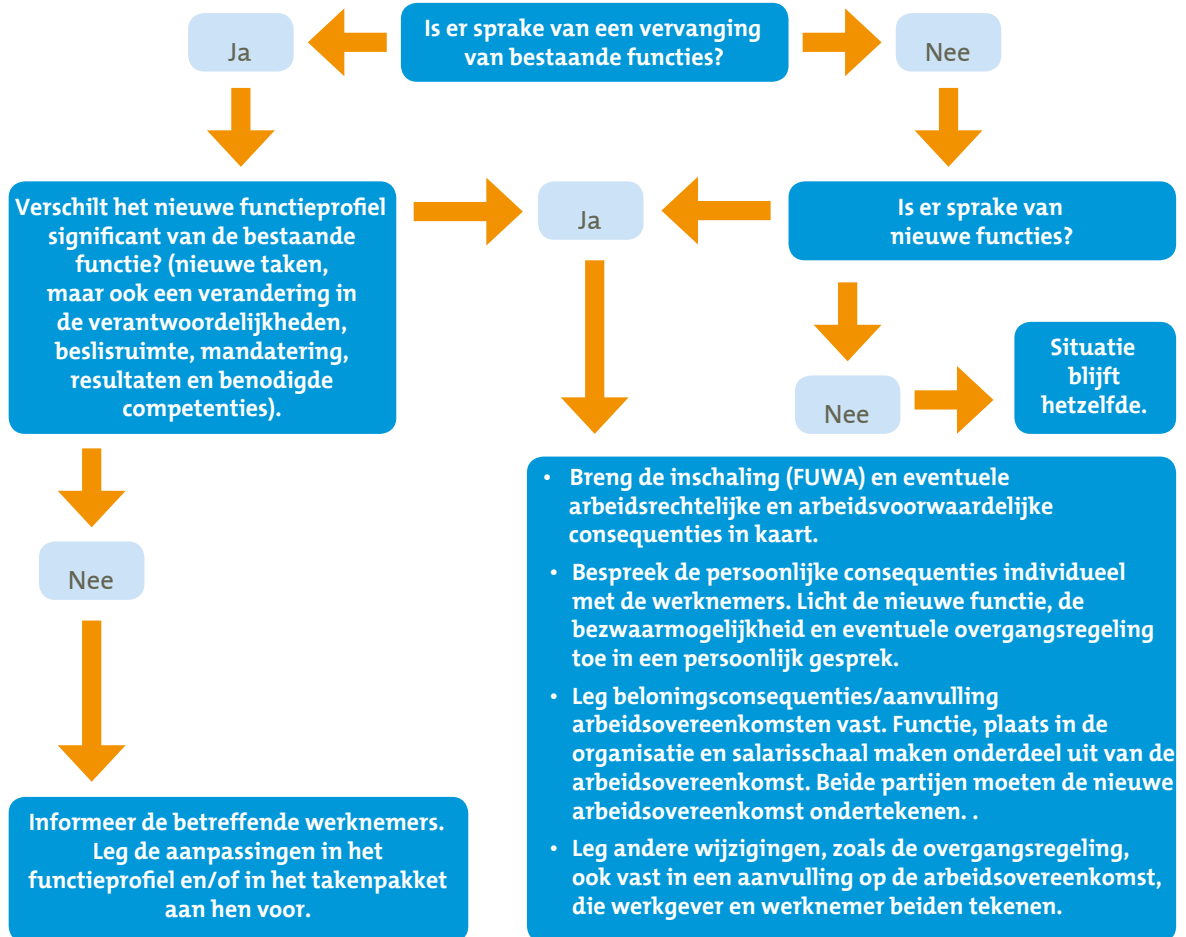 Is er sprake van een vervanging
van bestaande functies?
Ja
Nee
Verschilt het nieuwe functieprofiel
significant van de bestaande
functie? (nieuwe taken,
maar ook een verandering in
de verantwoordelijkheden,
beslisruimte, mandatering,
resultaten en benodigde
competenties).
Ja
Is er sprake van
nieuwe functies?
Nee
Situatie
blijft
hetzelfde.
Nee
• Breng de inschaling (FUWA) en eventuele
arbeidsrechtelijke en arbeidsvoorwaardelijke
consequenties in kaart.
• Bespreek de persoonlijke consequenties individueel
met de werknemers. Licht de nieuwe functie, de
bezwaarmogelijkheid en eventuele overgangsregeling
toe in een persoonlijk gesprek.
• Leg beloningsconsequenties/aanvulling
arbeidsovereenkomsten vast. Functie, plaats in de
organisatie en salarisschaal maken onderdeel uit van de
arbeidsovereenkomst. Beide partijen moeten de nieuwe
arbeidsovereenkomst ondertekenen. .
• Leg andere wijzigingen, zoals de overgangsregeling,
ook vast in een aanvulling op de arbeidsovereenkomst,
die werkgever en werknemer beiden tekenen.
Informeer de betreffende werknemers.
Leg de aanpassingen in het
functieprofiel en/of in het takenpakket
aan hen voor.